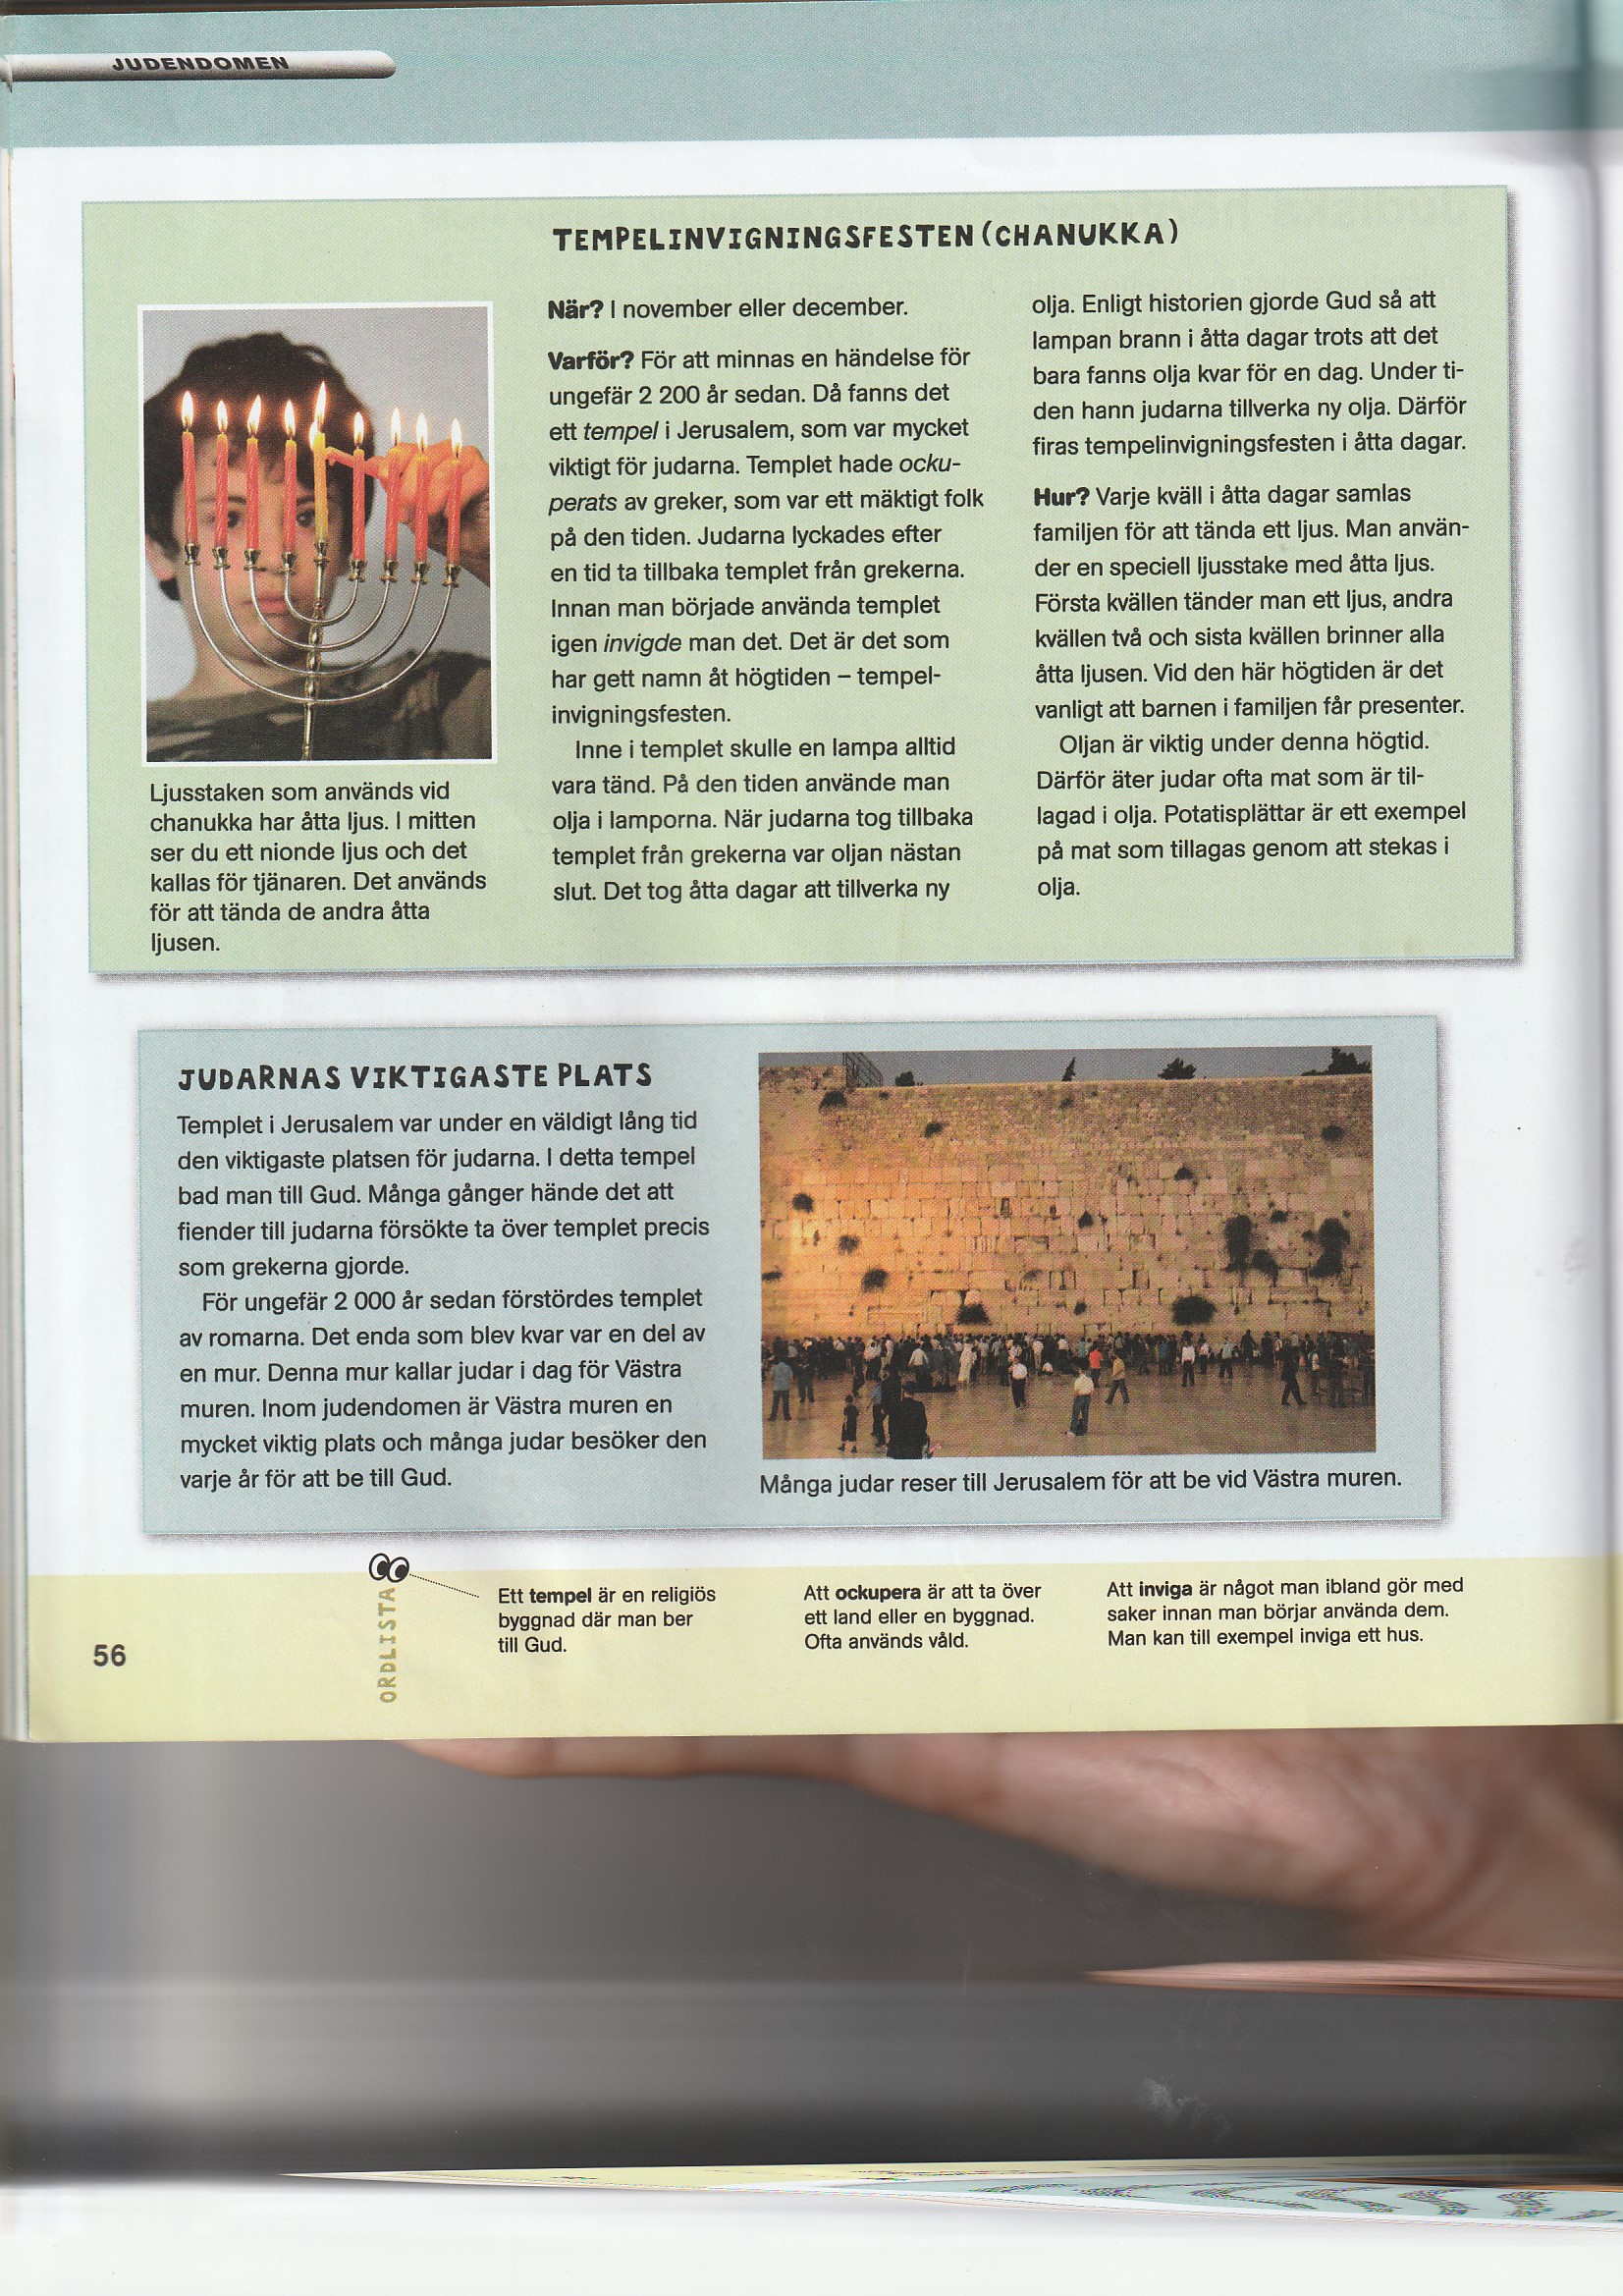 JUDENDOMEN
TEMPELINVIGNINGSFESTEN (CHANUKKA)
När? I november eller december.
Varför? För att minnas en händelse för
ungefär 2 200 år sedan. Då fanns det
ett tempel i Jerusalem, som var mycket
viktigt för judarna. Templet hade ocku-
perats av greker, som var ett mäktigt folk
på den tiden. Judarna lyckades efter
en tid ta tillbaka templet från grekerna.
Innan man började använda templet
igen invigde man det. Det är det som
har gett namn åt högtiden – tempel-
invigningsfesten.
Inne i templet skulle en lampa alltid
vara tänd. På den tiden använde man
olja i lamporna. När judarna tog tillbaka
templet från grekerna var oljan nästan
slut. Det tog åtta dagar att tillverka ny
olja. Enligt historien gjorde Gud så att
lampan brann i åtta dagar trots att det
bara fanns olja kvar för en dag. Under ti-
den hann judarna tillverka ny olja. Därför
firas tempelinvigningsfesten i åtta dagar.
Hur? Varje kväll i åtta dagar samlas
familjen för att tända ett ljus. Man använ-
der en speciell ljusstake med åtta ljus.
Första kvällen tänder man ett ljus, andra
kvällen två och sista kvällen brinner alla
åtta ljusen. Vid den här högtiden är det
vanligt att barnen i familjen får presenter.
Oljan är viktig under denna högtid.
Därför äter judar ofta mat som är til-
lagad i olja. Potatisplättar är ett exempel
på mat som tillagas genom att stekas i
olja.
Ljusstaken som används vid
chanukka har åtta ljus. I mitten
ser du ett nionde ljus och det
kallas för tjänaren. Det används
för att tända de andra åtta
ljusen.
JUDARNAS VIKTIGASTE PLATS
Templet i Jerusalem var under en väldigt lång tid
den viktigaste platsen för judarna. I detta tempel
bad man till Gud. Många gånger hände det att
fiender till judarna försökte ta över templet precis
som grekerna gjorde.
För ungefär 2 000 år sedan förstördes templet
av romarna. Det enda som blev kvar var en del av
en mur. Denna mur kallar judar i dag för Västra
muren. Inom judendomen är Västra muren en
mycket viktig plats och många judar besöker den
varje år för att be till Gud.
Många judar reser till Jerusalem för att be vid Västra muren.
ORDLISTA
Ett tempel är en religiös
byggnad där man ber
till Gud.
Att ockupera är att ta över
ett land eller en byggnad.
Ofta används våld.
Att inviga är något man ibland gör med
saker innan man börjar använda dem.
Man kan till exempel inviga ett hus.
56